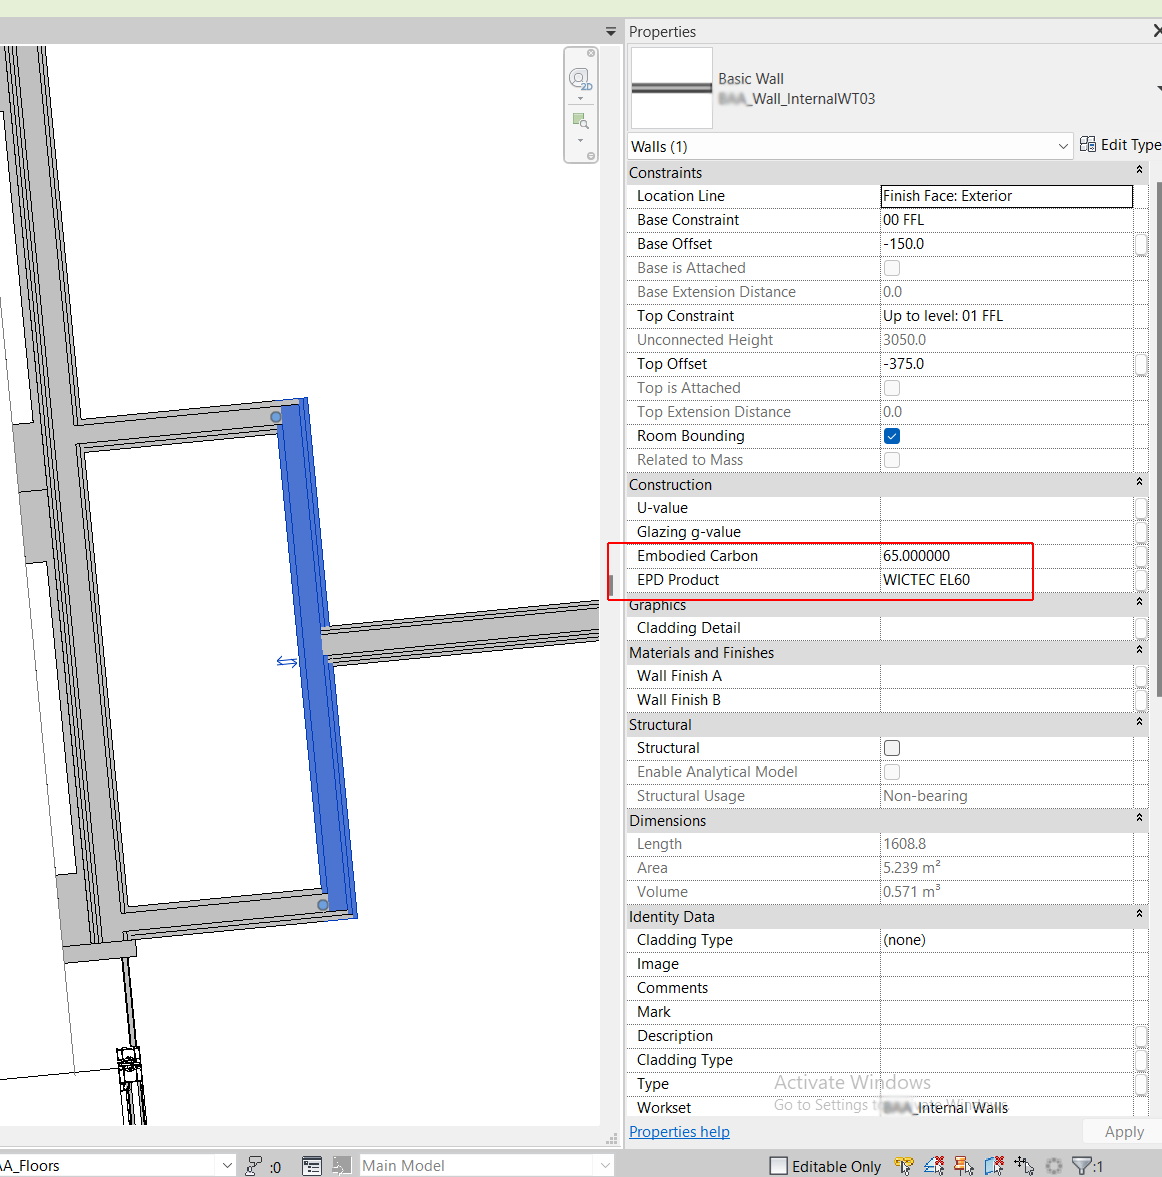 Properties
2D
Basic Wall
_Wall_InternalWT03
Walls (1)
Edit Type
Constraints
Location Line Finish Face: Exterior
Base Constraint 00 FFL
Base Offset -150.0
Base is Attached
Base Extension Distance 0.0
Top Constraint Up to level: 01 FFL
Unconnected Height 3050.0
Top Offset -375.0
Top is Attached
Top Extension Distance 0.0
Room Bounding
Related to Mass
Construction
U-value
Glazing g-value
Embodied Carbon 65.000000
EPD Product WICTEC EL60
Graphics
Cladding Detail
Materials and Finishes
Wall Finish A
Wall Finish B
Structural
Structural
Enable Analytical Model
Structural Usage Non-bearing
Dimensions
Length 1608.8
Area 5.239 m²
Volume 0.571 m³
Identity Data
Cladding Type (none)
Image
Comments
Mark
Description
Cladding Type
Type
Activate Windows
Go to Settings to
Workset _Internal Walls
Properties help
Apply
A_Floors :0 Main Model Editable Only :1